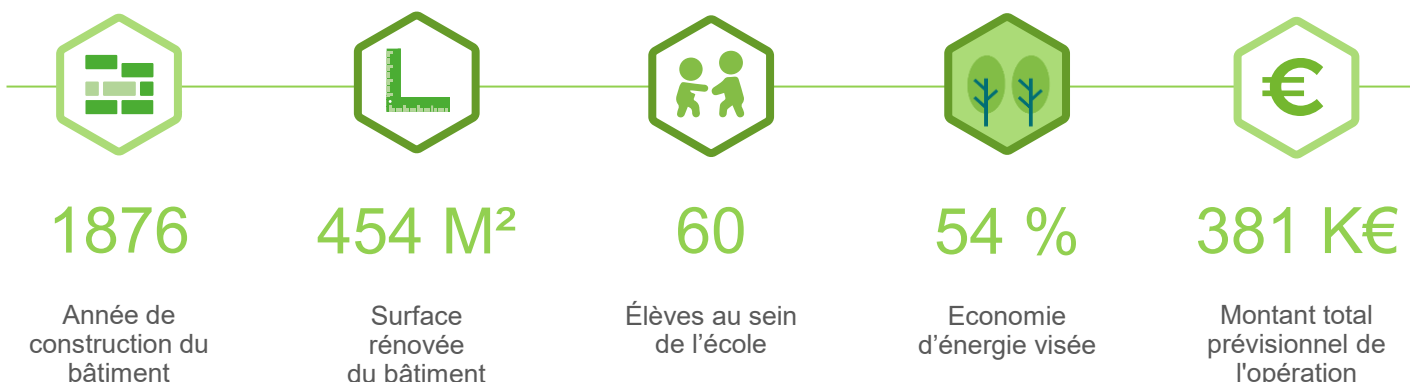 1876
Année de
construction du
bâtiment
454 M²
Surface
rénovée
du bâtiment
60
Élèves au sein
de l’école
54 %
Economie
d’énergie visée
381 K€
Montant total
prévisionnel de
l'opération